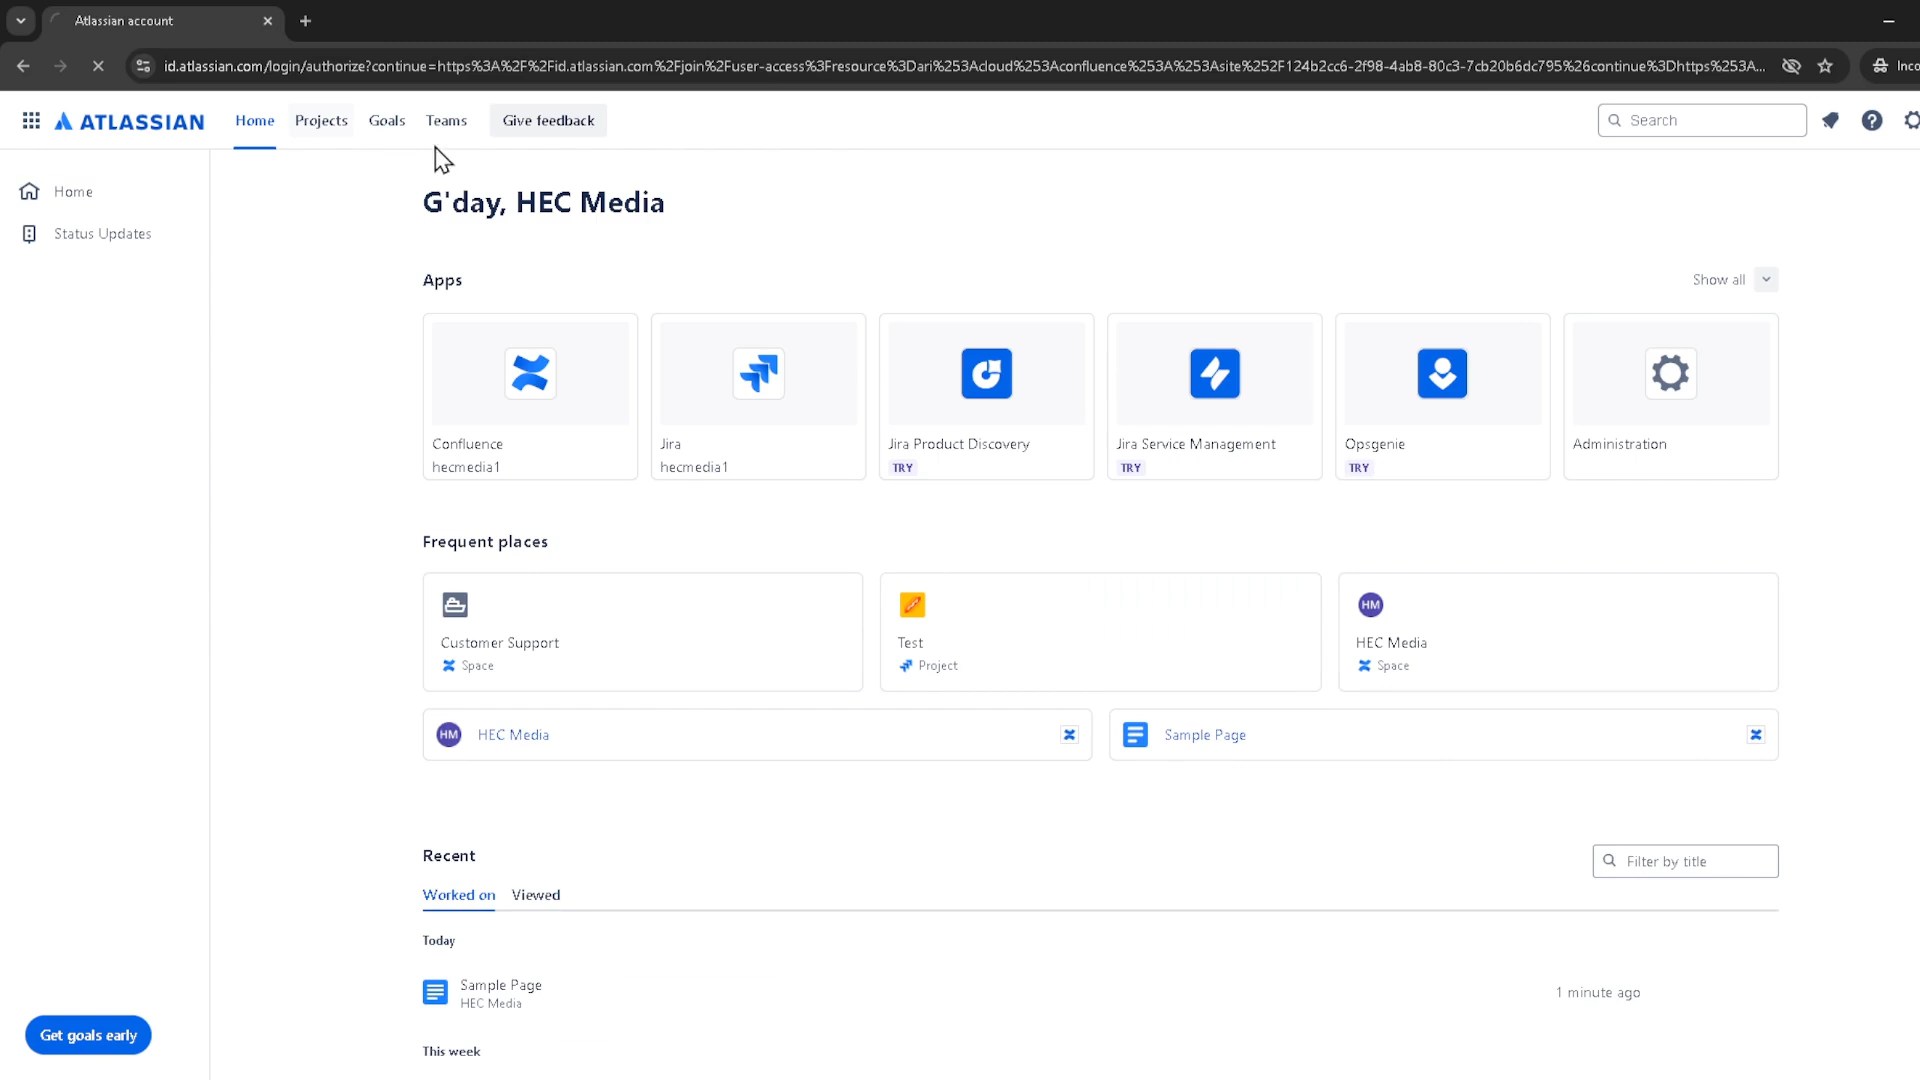 Atlassian account
id.atlassian.com/login/authorize?continue=https%3A%2F%2Fid.atlassian.com%2Fjoin%2Fuser-access%3Fresource%3Dari%253Acloud%253Aconfluence%253A%253Asite%252F124b2cc6-2f98-4ab8-80c3-7cb20b6dc795%26continue%3Dhttps%253A...
Inco
ATLASSIAN
Home
Projects
Goals
Teams
Give feedback
Search
Home
Status Updates
G'day, HEC Media
Apps
Show all
Confluence
hecmedia1
Jira
hecmedia1
Jira Product Discovery
TRY
Jira Service Management
TRY
Opsgenie
TRY
Administration
Frequent places
Customer Support
Space
Test
Project
HM
HEC Media
Space
HM
HEC Media
Sample Page
Recent
Filter by title
Worked on
Viewed
Today
Sample Page
HEC Media
1 minute ago
This week
Get goals early